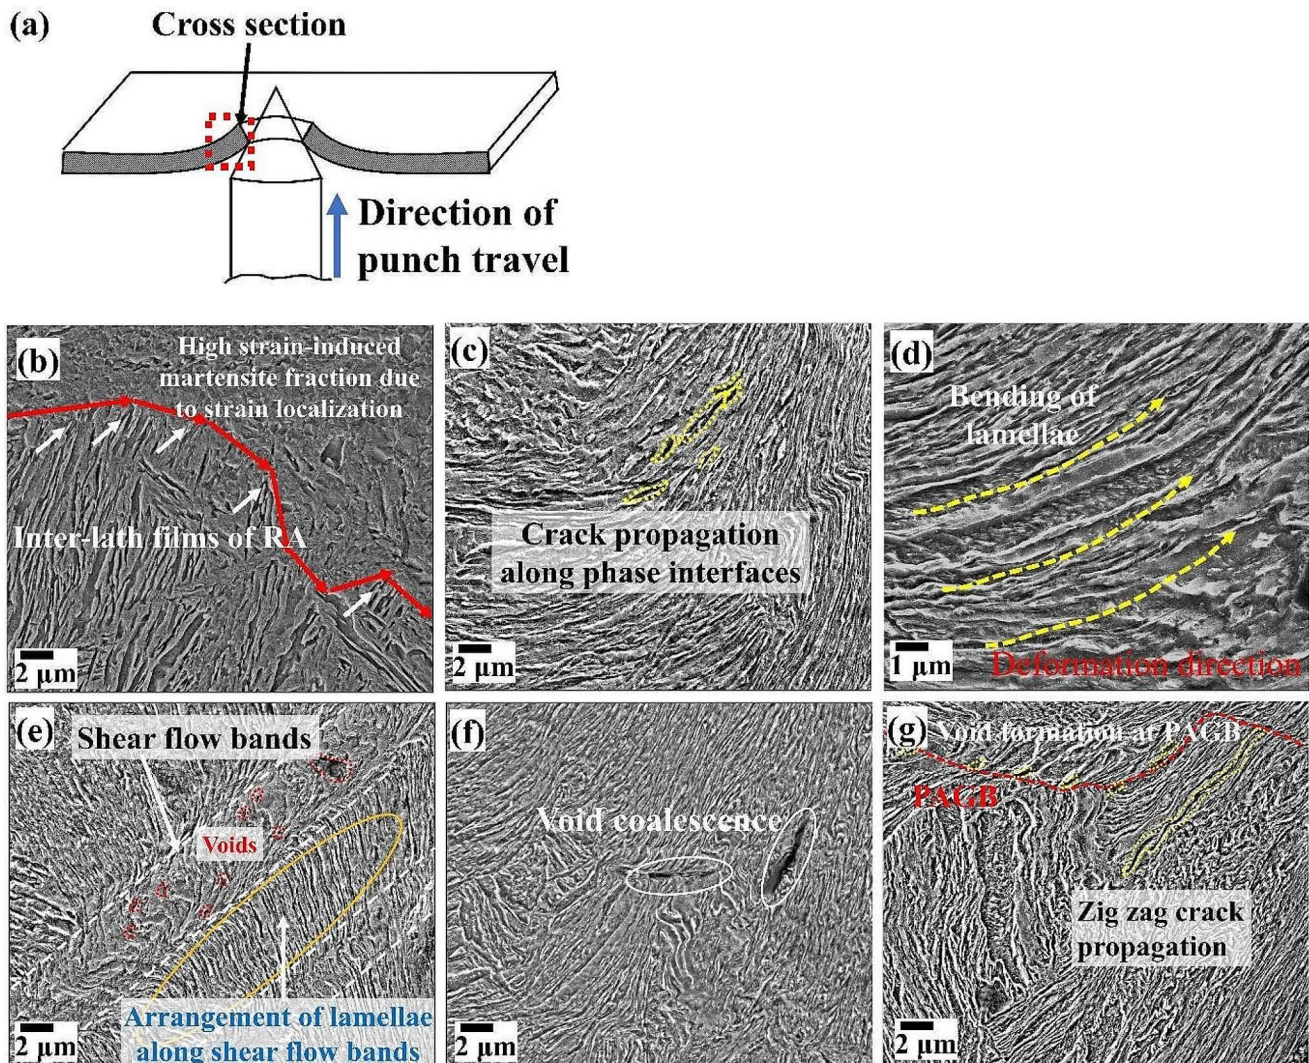 (a)
Cross section
Direction of
punch travel
(b)
High strain-induced
martensite fraction due
to strain localization
Inter-lath films of RA
2 μm
(c)
Crack propagation
along phase interfaces
2 μm
(d)
Bending of
lamellae
1 μm
Deformation direction
(e)
Shear flow bands
Voids
2 μm
Arrangement of lamellae
along shear flow bands
(f)
Void coalescence
2 μm
(g)
Void formation at PAGB
PAGB
Zig zag crack
propagation
2 μm